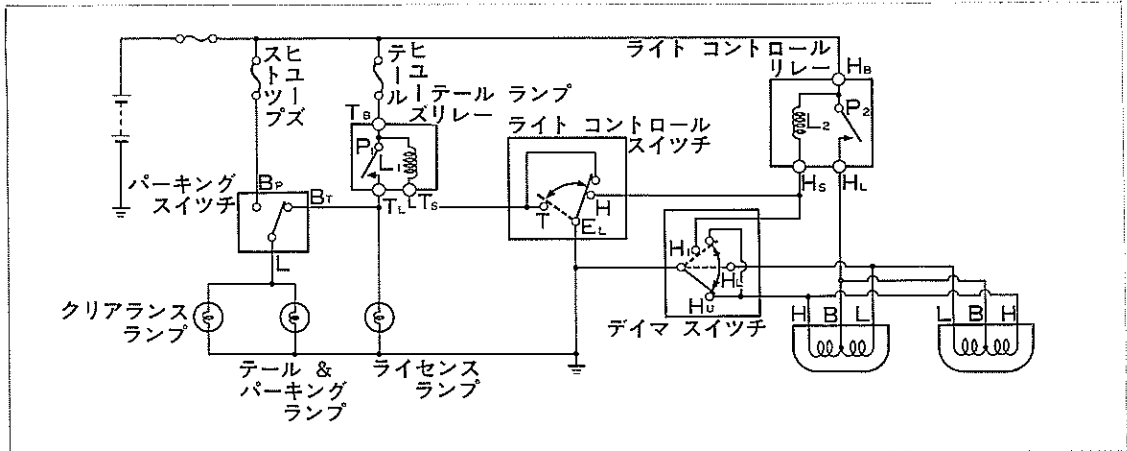 ヒューズ
ストツプ
ヒューズ
テール
テール ランプ
リレー
ライト コントロール
スイッチ
ライト コントロール
リレー
HB
P2
L2
HS
HL
TB
P1
L1
TL
TS
パーキング
スイッチ
BP
BT
L
T
H
EL
H1
HL
HU
デイマ スイッチ
H
B
L
L
B
H
クリアランス
ランプ
テール &
パーキング
ランプ
ライセンス
ランプ